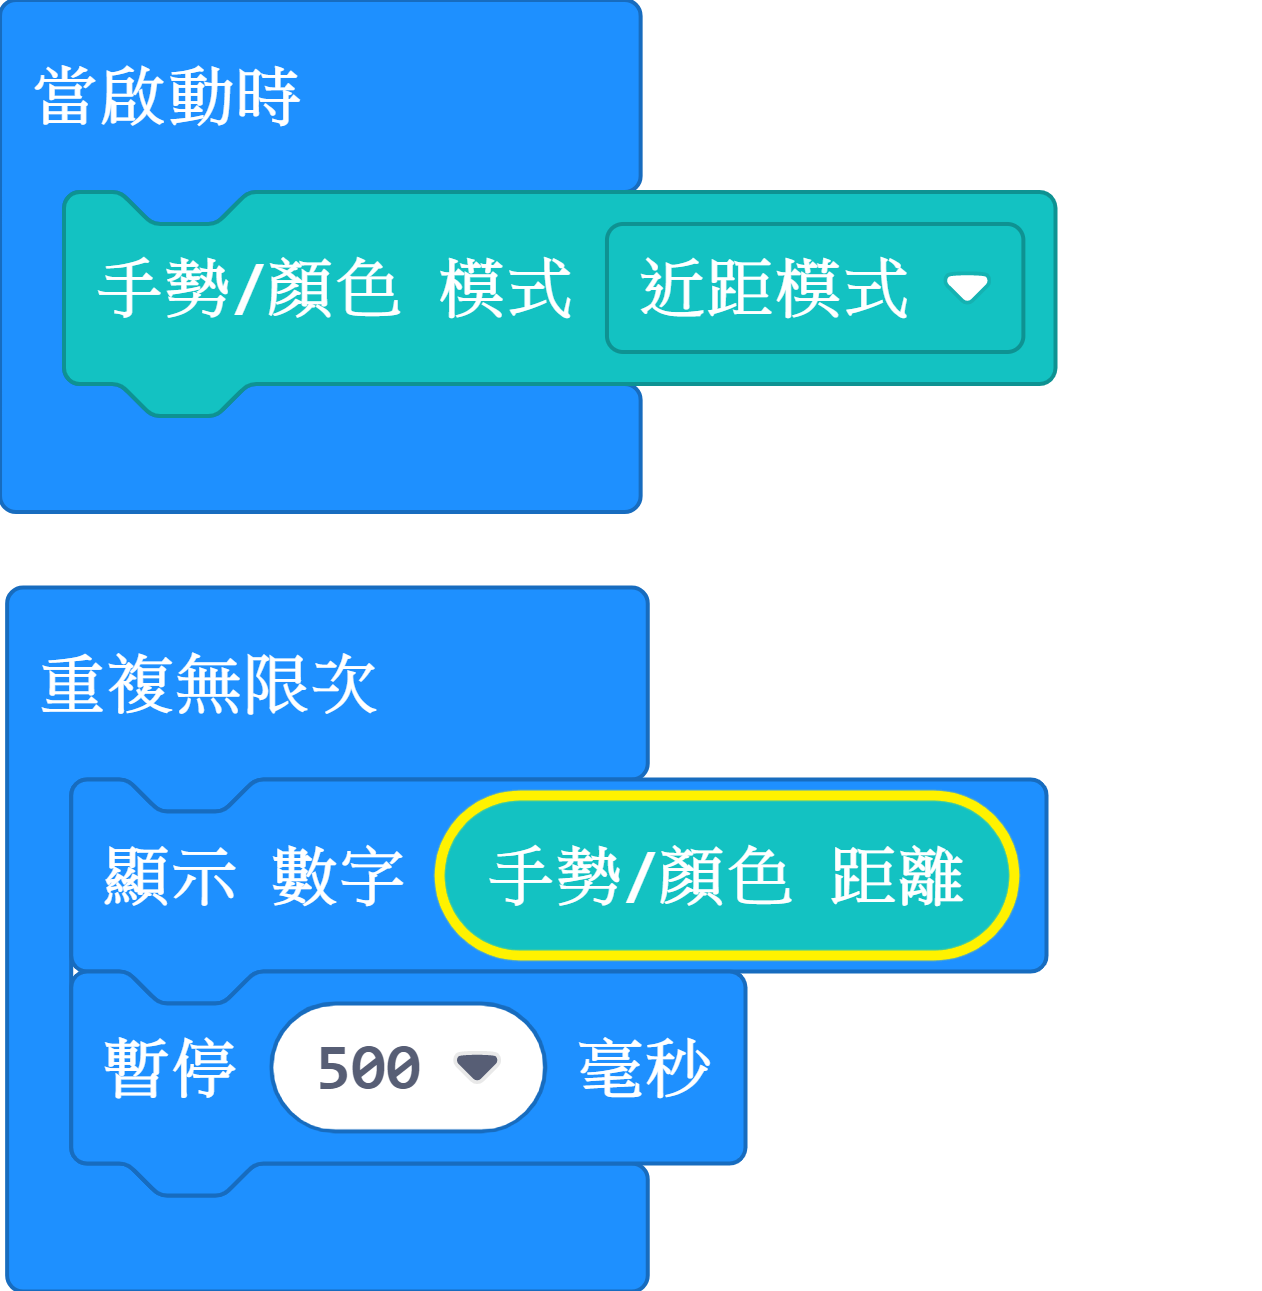 當啟動時
手勢/顏色 模式 近距模式
重複無限次
顯示 數字 手勢/顏色 距離
暫停 500 毫秒